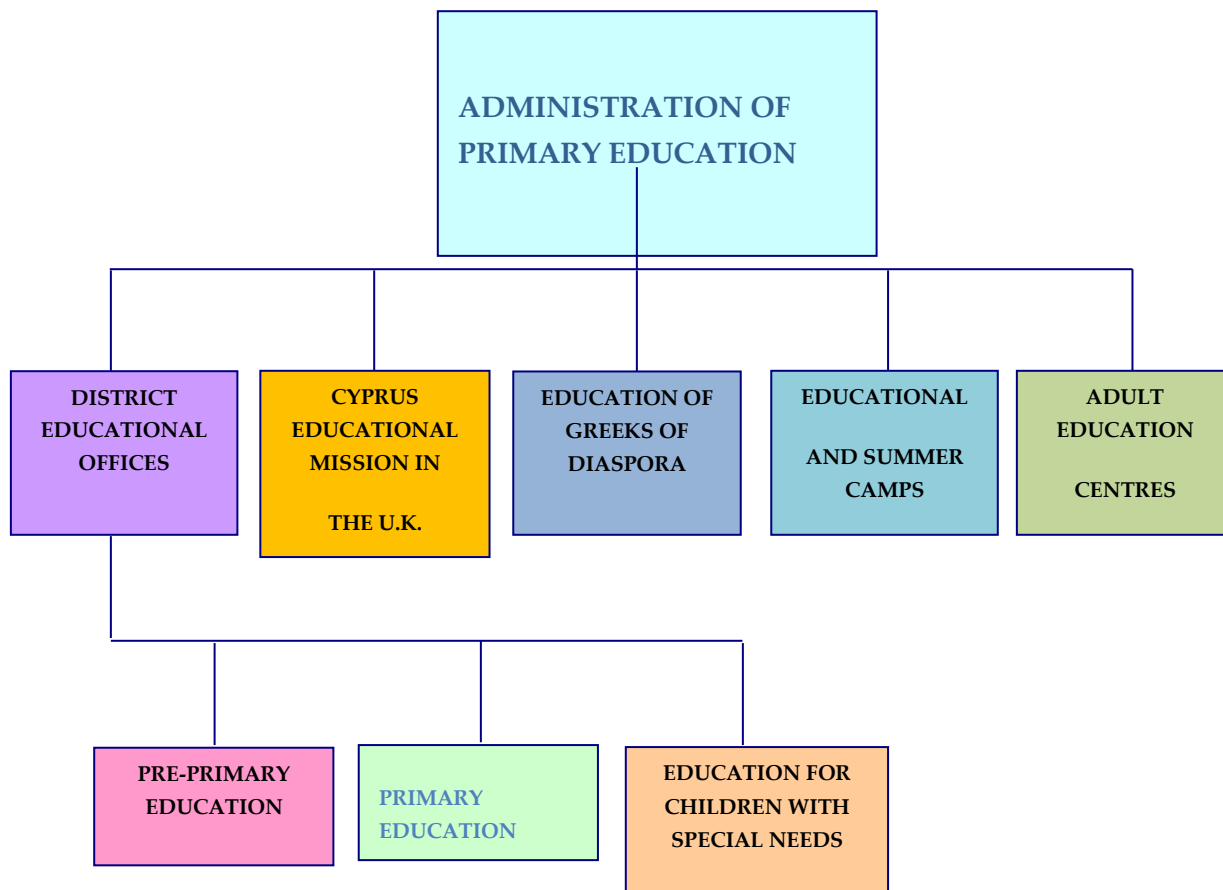 ADMINISTRATION OF
PRIMARY EDUCATION
DISTRICT
EDUCATIONAL
OFFICES
CYPRUS
EDUCATIONAL
MISSION IN
THE U.K.
EDUCATION OF
GREEKS OF
DIASPORA
EDUCATIONAL
AND SUMMER
CAMPS
ADULT
EDUCATION
CENTRES
PRE-PRIMARY
EDUCATION
PRIMARY
EDUCATION
EDUCATION FOR
CHILDREN WITH
SPECIAL NEEDS